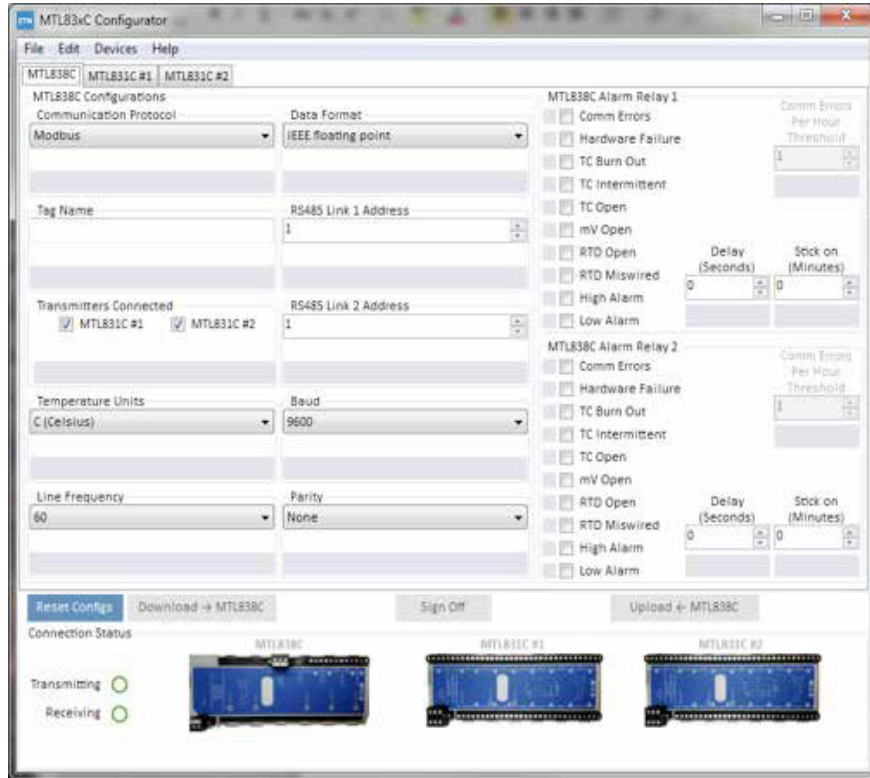 ETN MTL83xC Configurator
File Edit Devices Help
MTL838C MTL831C #1 MTL831C #2
MTL838C Configurations
Communication Protocol
Modbus
Data Format
IEEE floating point
Tag Name
RS485 Link 1 Address
1
Transmitters Connected
MTL831C #1 MTL831C #2
RS485 Link 2 Address
1
Temperature Units
C (Celsius)
Baud
9600
Line Frequency
60
Parity
None
MTL838C Alarm Relay 1
Comm Errors
Hardware Failure
TC Burn Out
TC Intermittent
TC Open
mV Open
RTD Open
RTD Miswired
High Alarm
Low Alarm
Comm Errors
Per Hour
Threshold
1
Delay
(Seconds)
0
Stick on
(Minutes)
0
MTL838C Alarm Relay 2
Comm Errors
Hardware Failure
TC Burn Out
TC Intermittent
TC Open
mV Open
RTD Open
RTD Miswired
High Alarm
Low Alarm
Comm Errors
Per Hour
Threshold
1
Delay
(Seconds)
0
Stick on
(Minutes)
0
Reset Configs Download → MTL838C Sign Off Upload ← MTL838C
Connection Status
Transmitting
Receiving
MTL838C MTL831C #1 MTL831C #2